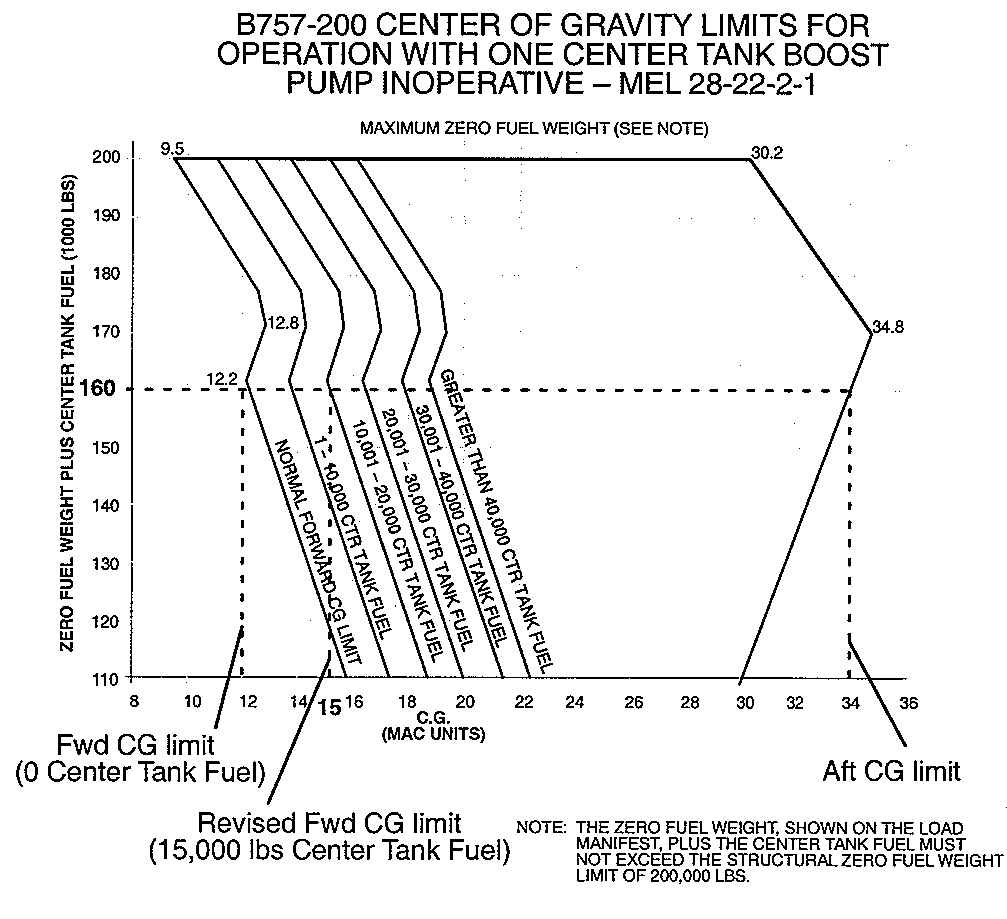 B757-200 CENTER OF GRAVITY LIMITS FOR
OPERATION WITH ONE CENTER TANK BOOST
PUMP INOPERATIVE – MEL 28-22-2-1
MAXIMUM ZERO FUEL WEIGHT (SEE NOTE)
ZERO FUEL WEIGHT PLUS CENTER TANK FUEL (1000 LBS)
200
190
180
170
160
150
140
130
120
110
9.5
30.2
12.8
34.8
12.2
NORMAL FORWARD CG LIMIT
1 – 10,000 CTR TANK FUEL
10,001 – 20,000 CTR TANK FUEL
20,001 – 30,000 CTR TANK FUEL
30,001 – 40,000 CTR TANK FUEL
GREATER THAN 40,000 CTR TANK FUEL
8 10 12 14 15 16 18 20 22 24 26 28 30 32 34 36
C.G.
(MAC UNITS)
Fwd CG limit
(0 Center Tank Fuel)
Aft CG limit
Revised Fwd CG limit
(15,000 lbs Center Tank Fuel)
NOTE: THE ZERO FUEL WEIGHT, SHOWN ON THE LOAD
MANIFEST, PLUS THE CENTER TANK FUEL MUST
NOT EXCEED THE STRUCTURAL ZERO FUEL WEIGHT
LIMIT OF 200,000 LBS.